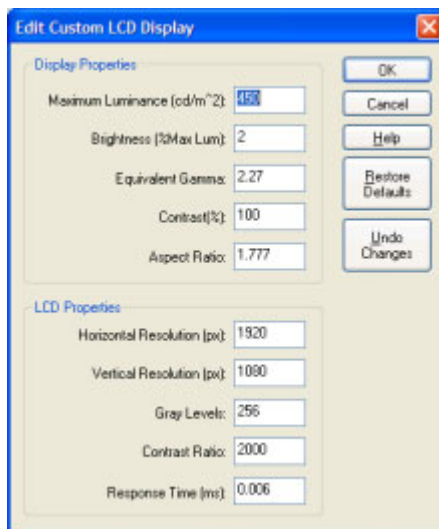 Edit Custom LCD Display
Display Properties
Maximum Luminance (cd/m^2): 450
Brightness (%Max Lum): 2
Equivalent Gamma: 2.27
Contrast(%): 100
Aspect Ratio: 1.777
LCD Properties
Horizontal Resolution (px): 1920
Vertical Resolution (px): 1080
Gray Levels: 256
Contrast Ratio: 2000
Response Time (ms): 0.006
OK
Cancel
Help
Restore
Defaults
Undo
Changes